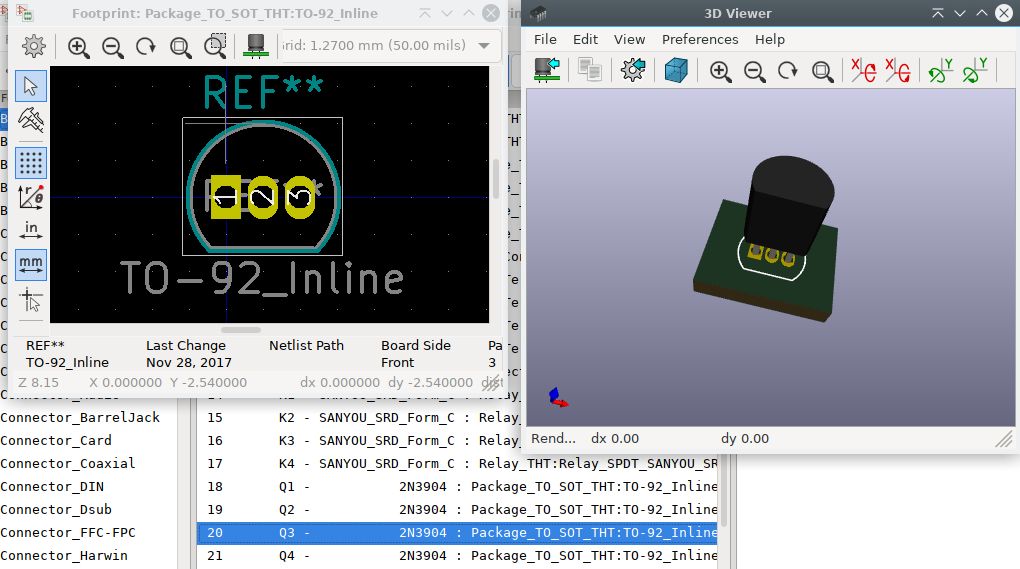 Footprint: Package_TO_SOT_THT:TO-92_Inline
rid: 1.2700 mm (50.00 mils)
in
mm
REF**
1 2 3
TO-92_Inline
REF** Last Change Netlist Path Board Side Pa
TO-92_Inline Nov 28, 2017 Front 3
Z 8.15 X 0.000000 Y -2.540000 dx 0.000000 dy -2.540000 dist
3D Viewer
File Edit View Preferences Help
X X Y Y
Rend... dx 0.00 dy 0.00
Connector_BarrelJack
Connector_Card
Connector_Coaxial
Connector_DIN
Connector_Dsub
Connector_FFC-FPC
Connector_Harwin
15 K2 - SANYOU_SRD_Form_C : Relay_
16 K3 - SANYOU_SRD_Form_C : Relay_
17 K4 - SANYOU_SRD_Form_C : Relay_THT:Relay_SPDT_SANYOU_SR
18 Q1 - 2N3904 : Package_TO_SOT_THT:TO-92_Inline
19 Q2 - 2N3904 : Package_TO_SOT_THT:TO-92_Inline
20 Q3 - 2N3904 : Package_TO_SOT_THT:TO-92_Inline
21 Q4 - 2N3904 : Package_TO_SOT_THT:TO-92_Inline